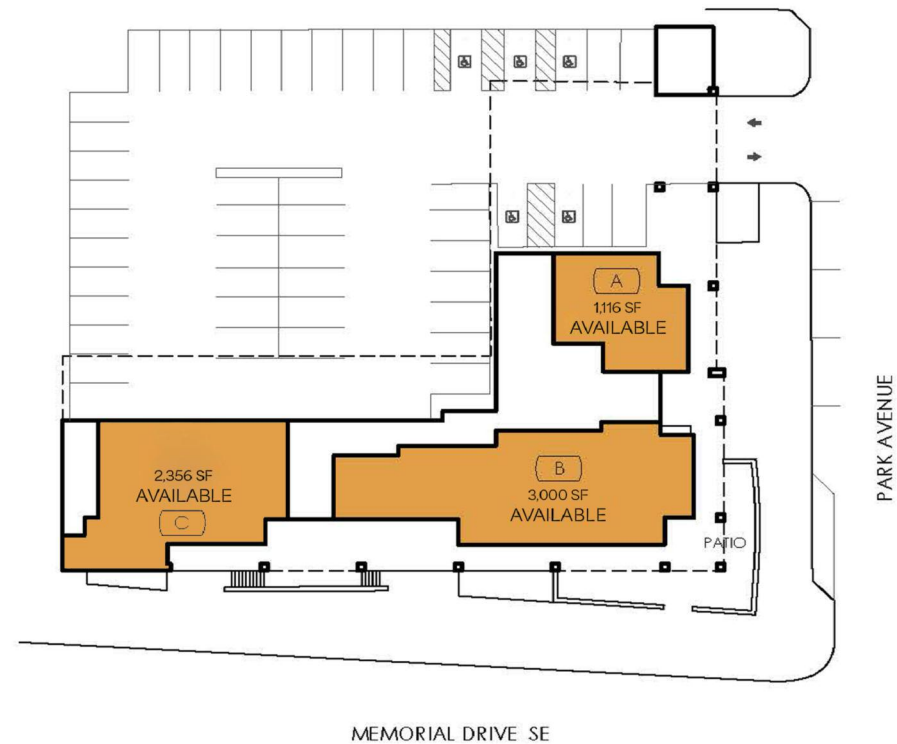 A
1,116 SF
AVAILABLE
PARK AVENUE
B
3,000 SF
AVAILABLE
2,356 SF
AVAILABLE
C
PATIO
MEMORIAL DRIVE SE